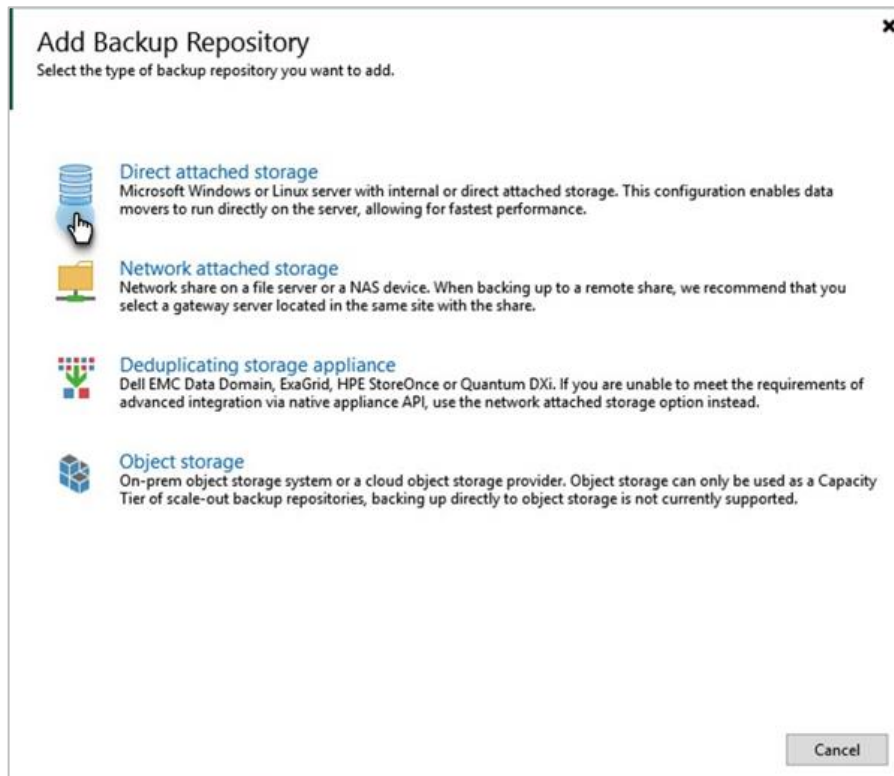 Add Backup Repository
Select the type of backup repository you want to add.
Direct attached storage
Microsoft Windows or Linux server with internal or direct attached storage. This configuration enables data
movers to run directly on the server, allowing for fastest performance.
Network attached storage
Network share on a file server or a NAS device. When backing up to a remote share, we recommend that you
select a gateway server located in the same site with the share.
Deduplicating storage appliance
Dell EMC Data Domain, ExaGrid, HPE StoreOnce or Quantum DXi. If you are unable to meet the requirements of
advanced integration via native appliance API, use the network attached storage option instead.
Object storage
On-prem object storage system or a cloud object storage provider. Object storage can only be used as a Capacity
Tier of scale-out backup repositories, backing up directly to object storage is not currently supported.
Cancel